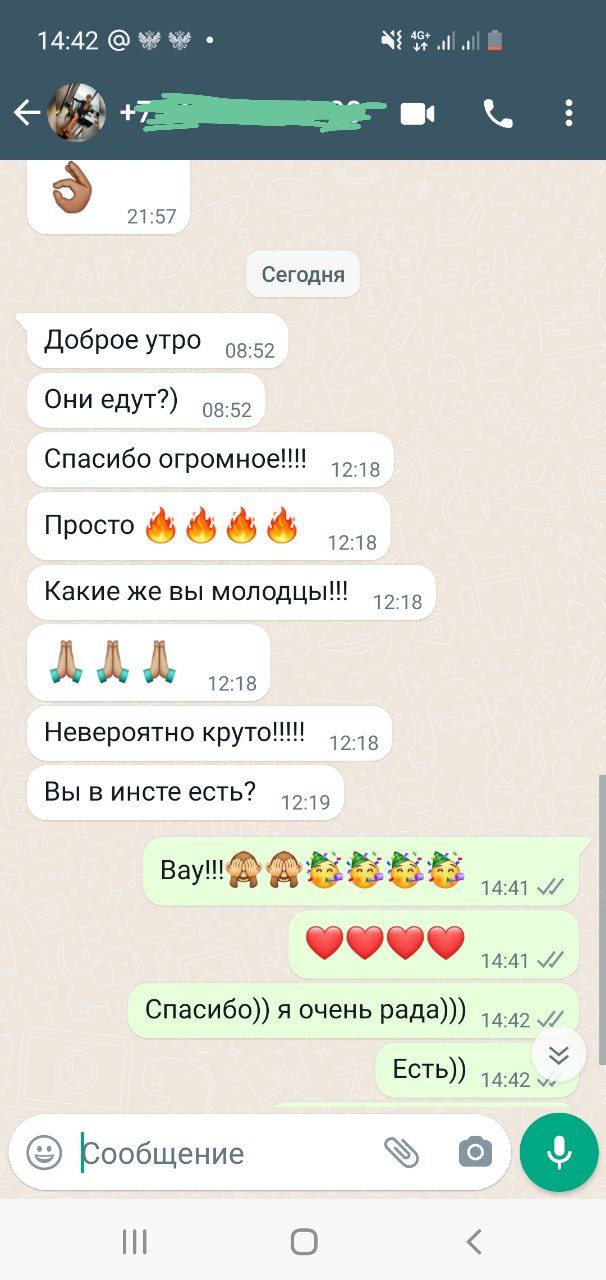 14:42 @
4G+
+7
21:57
Сегодня
Доброе утро 08:52
Они едут?) 08:52
Спасибо огромное!!!! 12:18
Просто 🔥🔥🔥🔥 12:18
Какие же вы молодцы!!! 12:18
🙏🏽🙏🏽🙏🏽 12:18
Невероятно круто!!!!! 12:18
Вы в инсте есть? 12:19
Вау!!!🙈🙈🥳🥳🥳🥳 14:41
❤️❤️❤️❤️ 14:41
Спасибо)) я очень рада))) 14:42
Есть)) 14:42
Сообщение